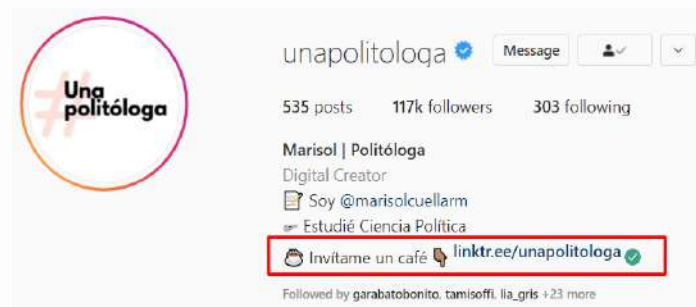 #Una
politóloga
unapolitologa
Message
535 posts 117k followers 303 following
Marisol | Politóloga
Digital Creator
Soy @marisolcuellarm
Estudié Ciencia Política
Invítame un café linktr.ee/unapolitologa
Followed by garabatobonito, tamisoffi, lia_gris +23 more